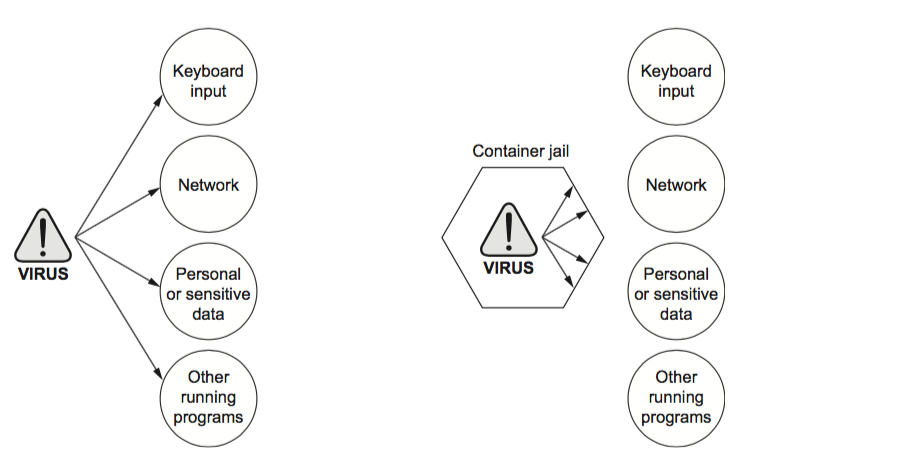 Keyboard
input
Network
VIRUS
Personal
or sensitive
data
Other
running
programs
Container jail
VIRUS
Keyboard
input
Network
Personal
or sensitive
data
Other
running
programs